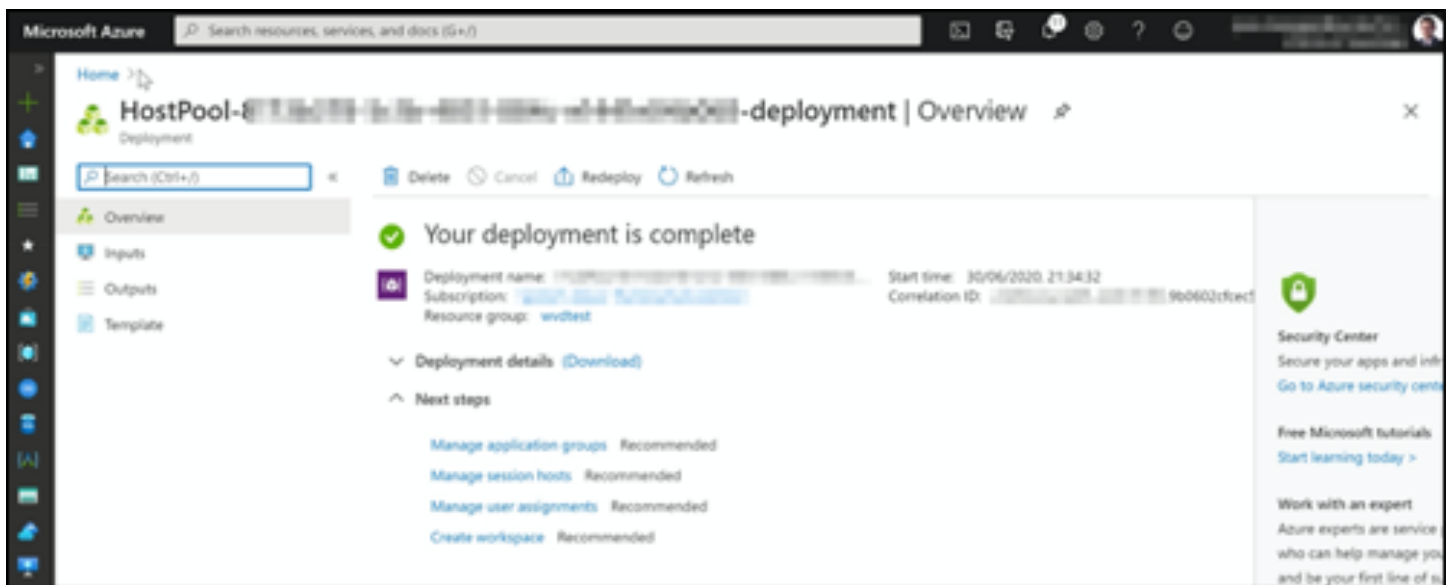 Microsoft Azure
Search resources, services, and docs (G+/)
Home >
HostPool-8 -deployment | Overview
Deployment
Search (Ctrl+/)
Delete Cancel Redeploy Refresh
Overview
Inputs
Outputs
Template
Your deployment is complete
Deployment name:
Subscription:
Resource group: wvdtest
Start time: 30/06/2020, 21:34:32
Correlation ID: 9b0602cfcec5
Deployment details (Download)
Next steps
Manage application groups Recommended
Manage session hosts Recommended
Manage user assignments Recommended
Create workspace Recommended
Security Center
Secure your apps and infr
Go to Azure security cente
Free Microsoft tutorials
Start learning today >
Work with an expert
Azure experts are service
who can help manage you
and be your first line of su